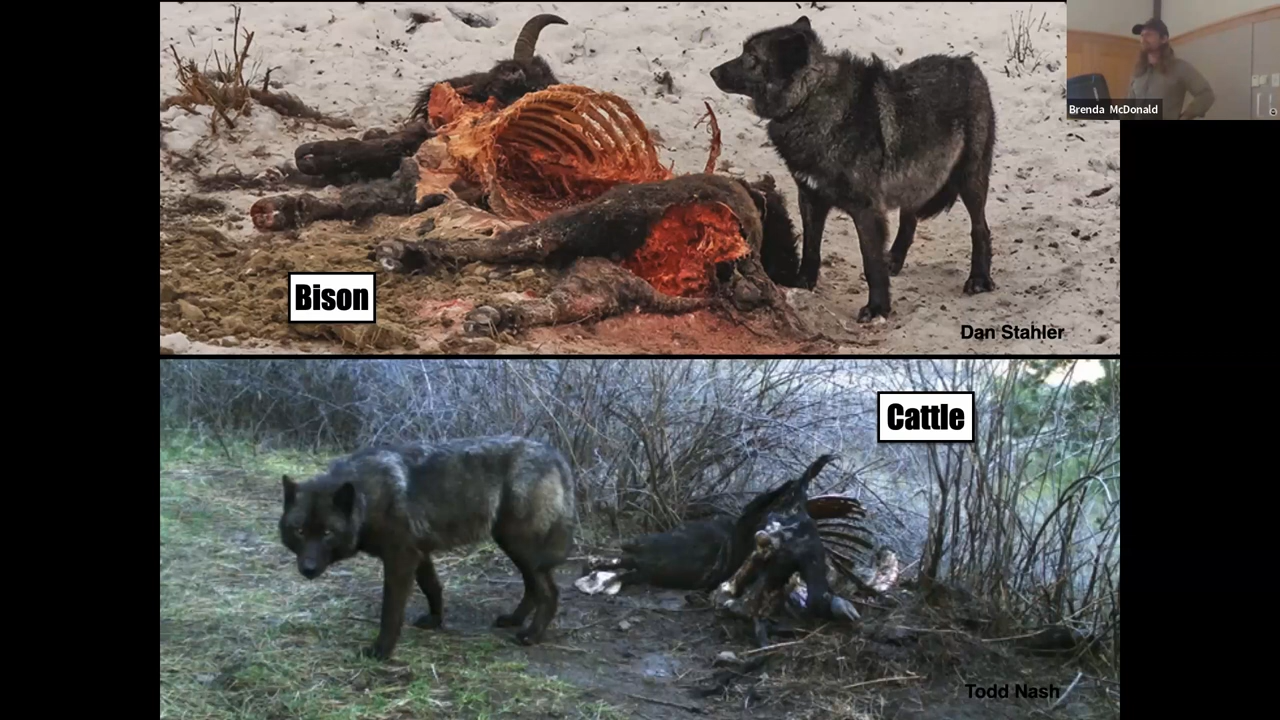 Brenda McDonald
Bison
Dan Stahler
Cattle
Todd Nash